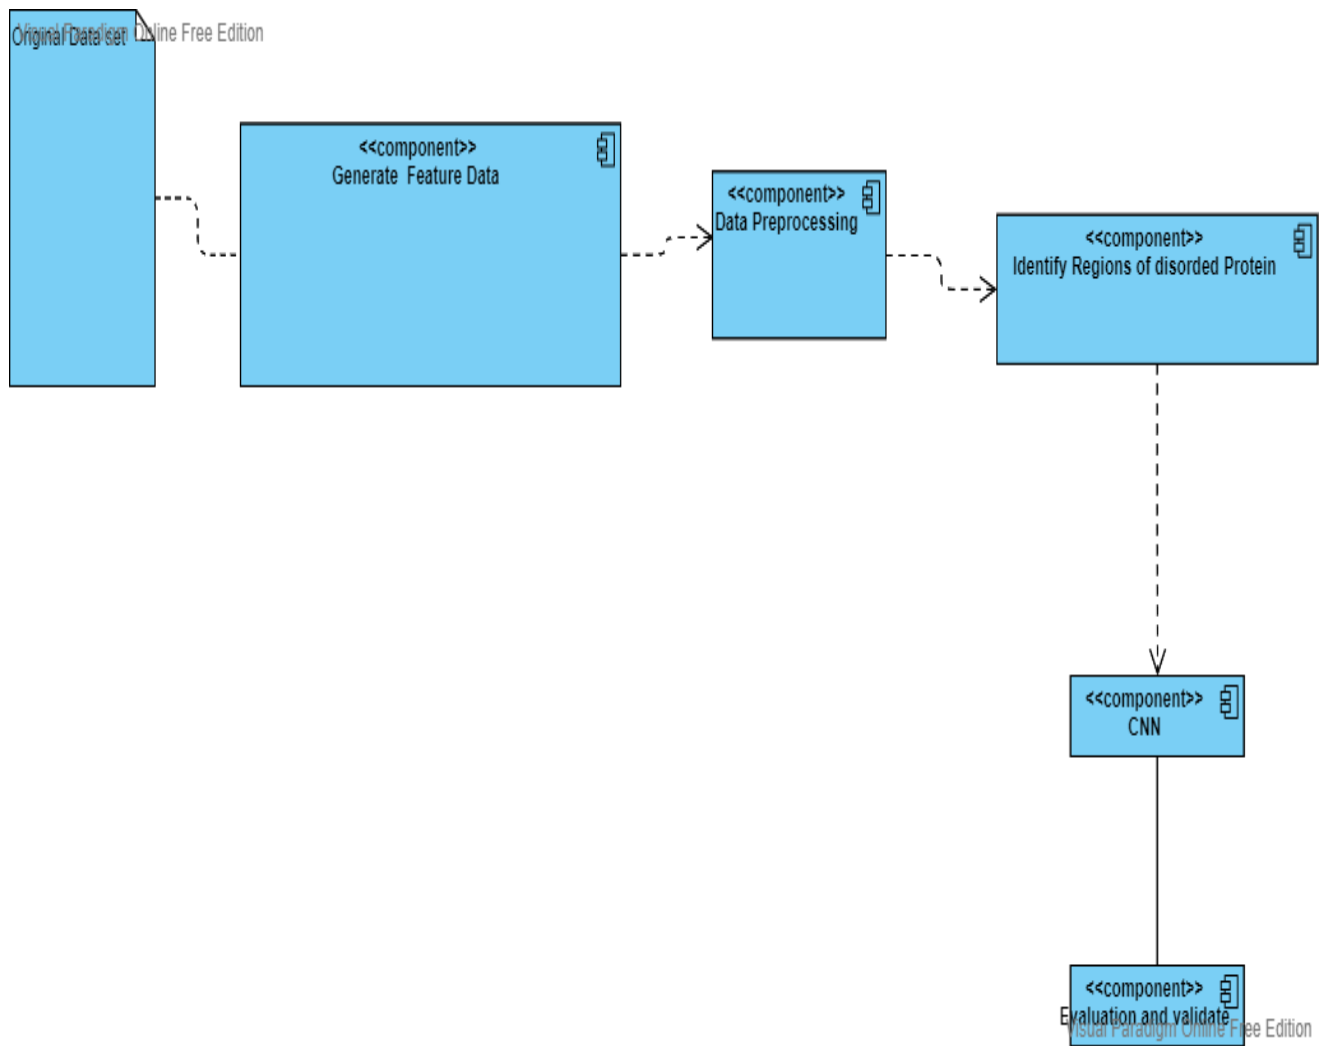 Visual Paradigm Online Free Edition
Original Data set
<<component>>
Generate  Feature Data
<<component>>
Data Preprocessing
<<component>>
Identify Regions of disorded Protein
<<component>>
CNN
<<component>>
Evaluation and validate
Visual Paradigm Online Free Edition